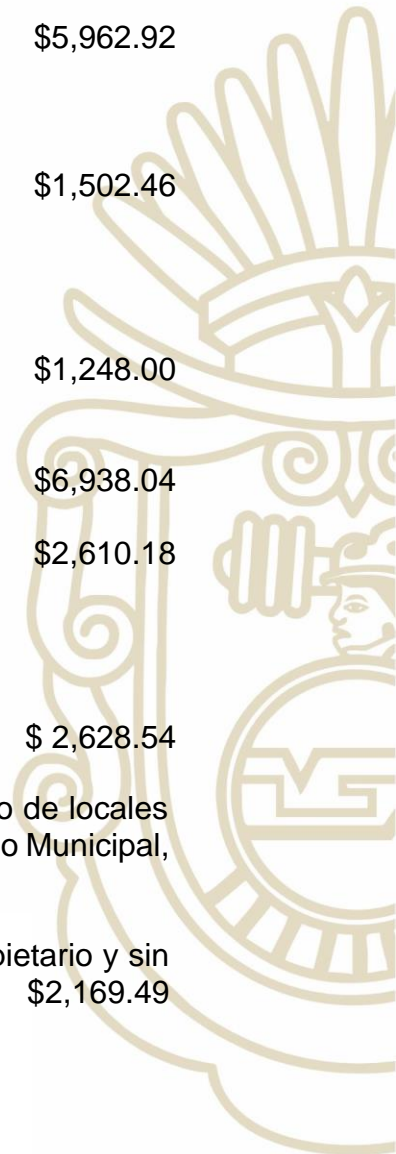 $5,962.92
$1,502.46
$1,248.00
$6,938.04
$2,610.18
$ 2,628.54
o de locales
o Municipal,
pietario y sin
$2,169.49